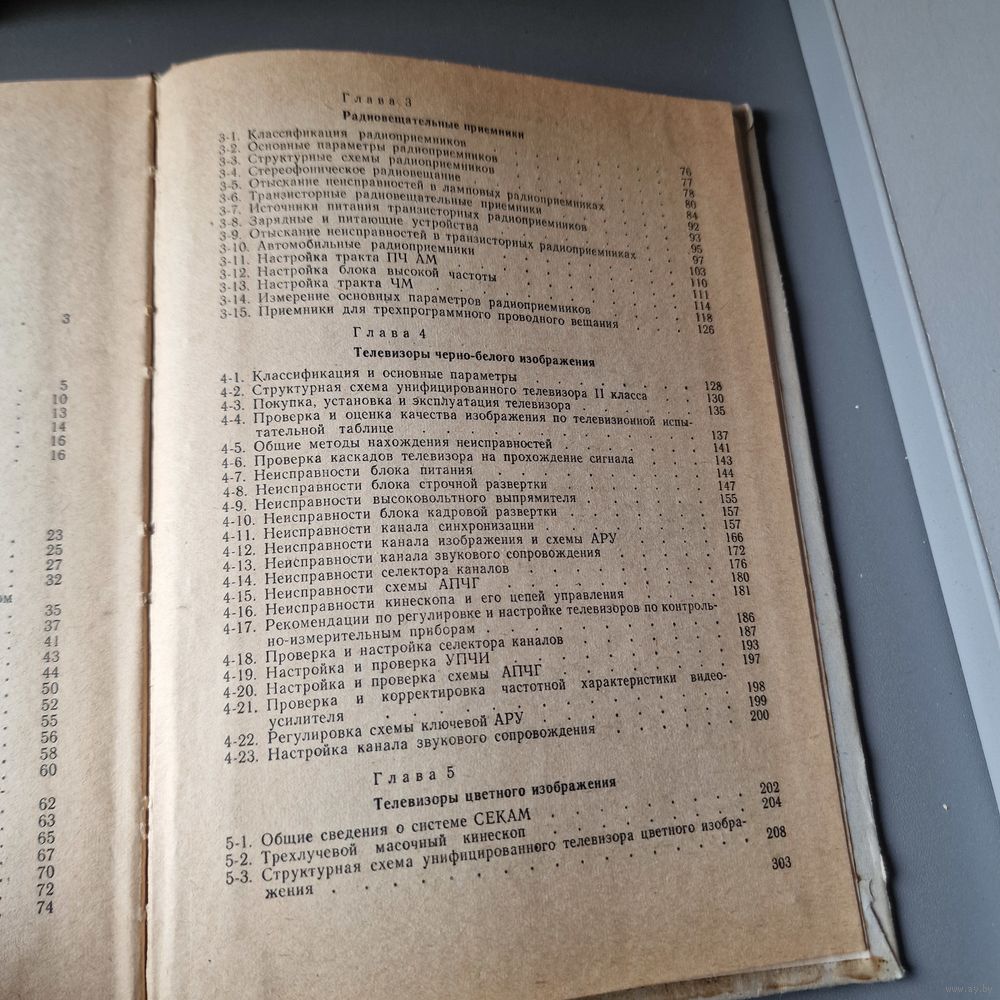 3
5
10
13
14
16
16
23
25
27
32
ом
35
37
41
43
44
50
52
55
56
58
60
62
63
65
67
70
72
74
Глава 3
Радиовещательные приемники
3-1. Классификация радиоприемников 76
3-2. Основные параметры радиоприемников 77
3-3. Структурные схемы радиоприемников 78
3-4. Стереофоническое радиовещание 80
3-5. Отыскание неисправностей в ламповых радиоприемниках 84
3-6. Транзисторные радиовещательные приемники 92
3-7. Источники питания транзисторных радиоприемников 93
3-8. Зарядные и питающие устройства 95
3-9. Отыскание неисправностей в транзисторных радиоприемниках 97
3-10. Автомобильные радиоприемники 103
3-11. Настройка тракта ПЧ АМ 110
3-12. Настройка блока высокой частоты 111
3-13. Настройка тракта ЧМ 114
3-14. Измерение основных параметров радиоприемников 118
3-15. Приемники для трехпрограммного проводного вещания 126
Глава 4
Телевизоры черно-белого изображения
4-1. Классификация и основные параметры 128
4-2. Структурная схема унифицированного телевизора II класса 130
4-3. Покупка, установка и эксплуатация телевизора 135
4-4. Проверка и оценка качества изображения по телевизионной испы-
тательной таблице 137
4-5. Общие методы нахождения неисправностей 141
4-6. Проверка каскадов телевизора на прохождение сигнала 143
4-7. Неисправности блока питания 144
4-8. Неисправности блока строчной развертки 147
4-9. Неисправности высоковольтного выпрямителя 155
4-10. Неисправности блока кадровой развертки 157
4-11. Неисправности канала синхронизации 157
4-12. Неисправности канала изображения и схемы АРУ 166
4-13. Неисправности канала звукового сопровождения 172
4-14. Неисправности селектора каналов 176
4-15. Неисправности схемы АПЧГ 180
4-16. Неисправности кинескопа и его цепей управления 181
4-17. Рекомендации по регулировке и настройке телевизоров по контроль-
но-измерительным приборам 186
4-18. Проверка и настройка селектора каналов 187
4-19. Настройка и проверка УПЧИ 193
4-20. Настройка и проверка схемы АПЧГ 197
4-21. Проверка и корректировка частотной характеристики видео-
усилителя 198
4-22. Регулировка схемы ключевой АРУ 199
4-23. Настройка канала звукового сопровождения 200
Глава 5
Телевизоры цветного изображения
5-1. Общие сведения о системе СЕКАМ 202
5-2. Трехлучевой масочный кинескоп 204
5-3. Структурная схема унифицированного телевизора цветного изобра-
жения 208
303
www.ay.by